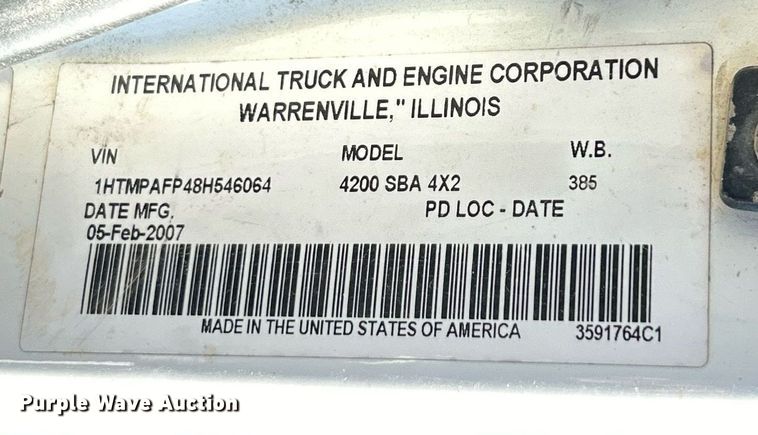 INTERNATIONAL TRUCK AND ENGINE CORPORATION
WARRENVILLE," ILLINOIS
VIN MODEL W.B.
1HTMPAFP48H546064 4200 SBA 4X2 385
DATE MFG. PD LOC - DATE
05-Feb-2007
MADE IN THE UNITED STATES OF AMERICA 3591764C1
Purple Wave Auction